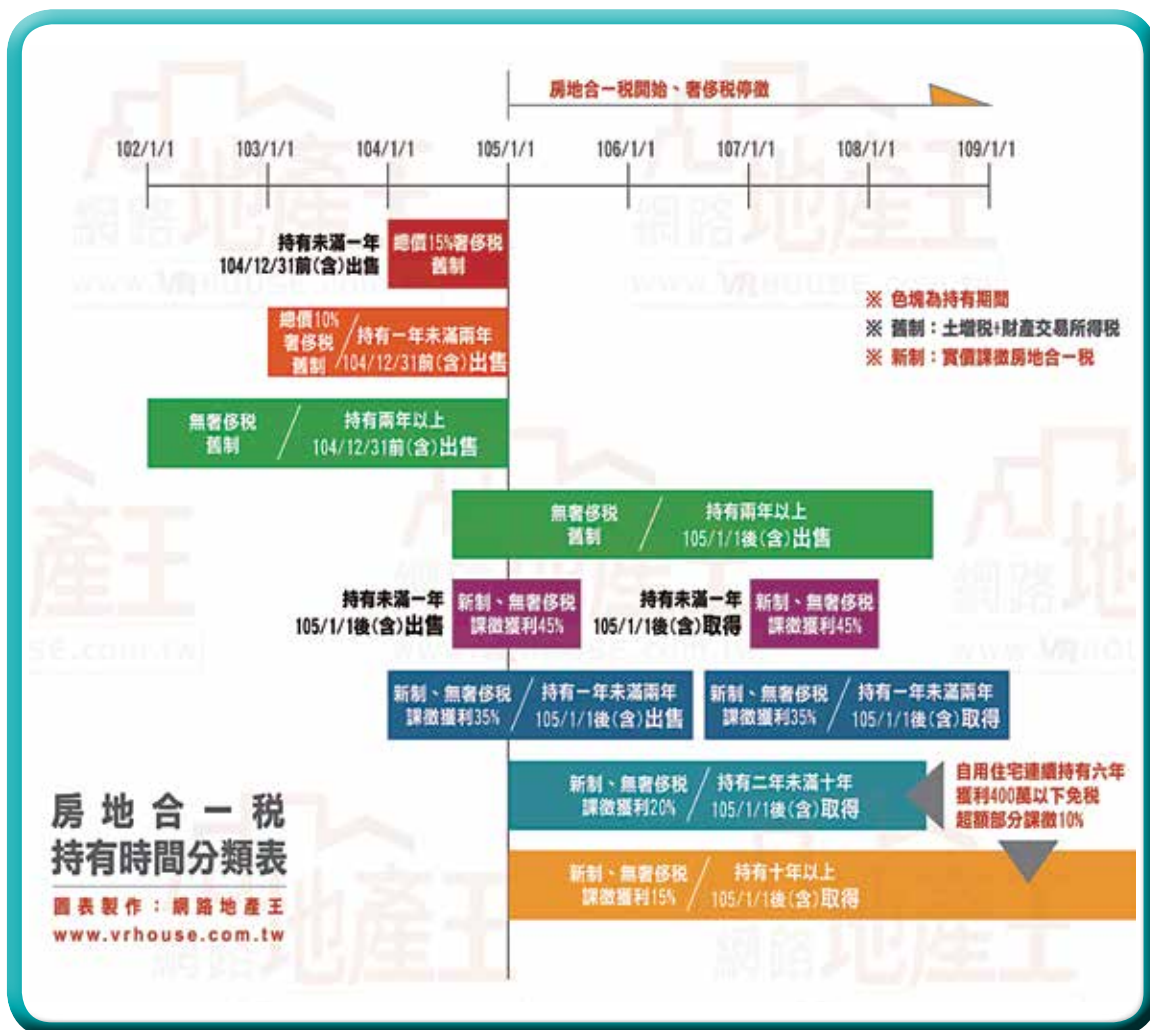 房地合一稅開始、奢侈稅停徵
102/1/1 103/1/1 104/1/1 105/1/1 106/1/1 107/1/1 108/1/1 109/1/1
持有未滿一年
104/12/31前(含)出售
總價15%奢侈稅
舊制
※ 色塊為持有期間
※ 舊制：土增稅+財產交易所得稅
※ 新制：實價課徵房地合一稅
總價10%
奢侈稅
舊制
持有一年未滿兩年
104/12/31前(含)出售
無奢侈稅
舊制
持有兩年以上
104/12/31前(含)出售
無奢侈稅
舊制
持有兩年以上
105/1/1後(含)出售
持有未滿一年
105/1/1後(含)出售
新制、無奢侈稅
課徵獲利45%
持有未滿一年
105/1/1後(含)取得
新制、無奢侈稅
課徵獲利45%
新制、無奢侈稅
課徵獲利35%
持有一年未滿兩年
105/1/1後(含)出售
新制、無奢侈稅
課徵獲利35%
持有一年未滿兩年
105/1/1後(含)取得
新制、無奢侈稅
課徵獲利20%
持有二年未滿十年
105/1/1後(含)取得
自用住宅連續持有六年
獲利400萬以下免稅
超額部分課徵10%
新制、無奢侈稅
課徵獲利15%
持有十年以上
105/1/1後(含)取得
房地合一稅
持有時間分類表
圖表製作：網路地產王
www.vrhouse.com.tw
網路地產王
www.VRHOUSE.com.tw